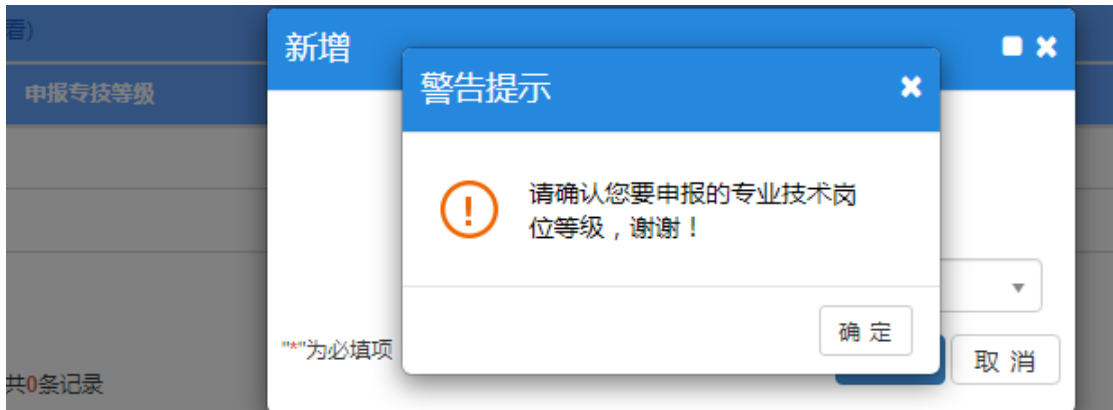 看)
新增
警告提示
申报专技等级
请确认您要申报的专业技术岗
位等级，谢谢！
确 定
"*"为必填项
取 消
共0条记录